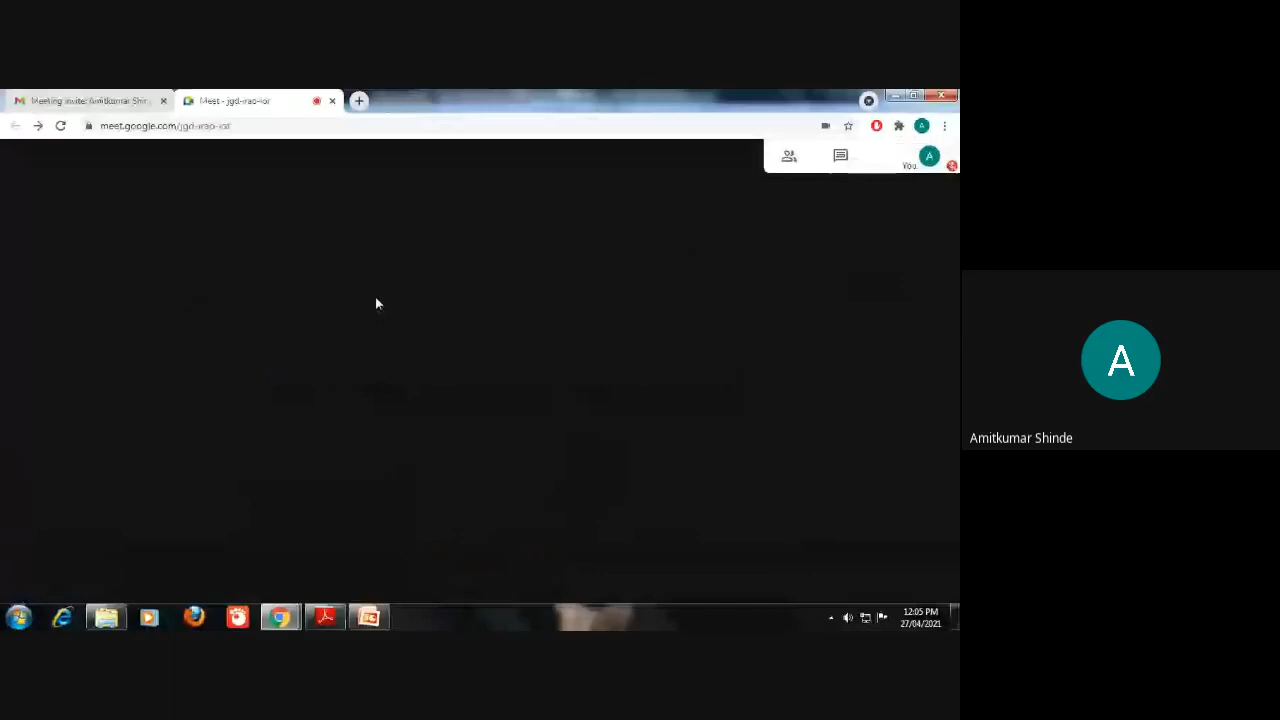 Meeting invite: Amitkumar Shin
Meet - jgd-irao-ior
meet.google.com/jgd-irao-ior
A
You
A
A
Amitkumar Shinde
12:05 PM
27/04/2021